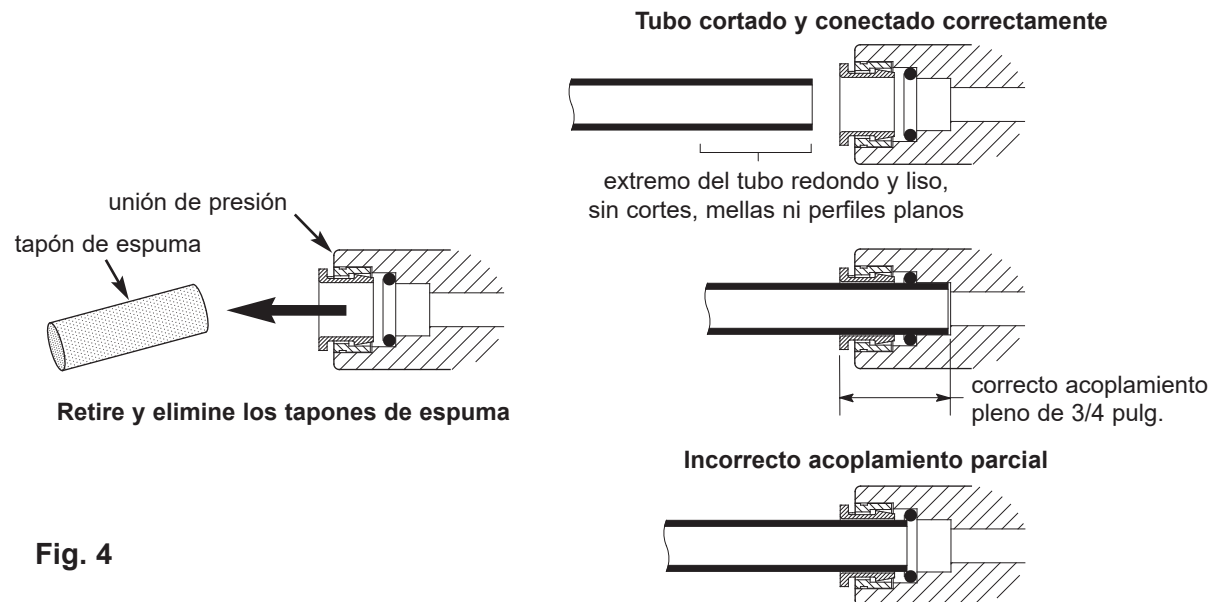 Tubo cortado y conectado correctamente
extremo del tubo redondo y liso,
sin cortes, mellas ni perfiles planos
unión de presión
tapón de espuma
Retire y elimine los tapones de espuma
correcto acoplamiento
pleno de 3/4 pulg.
Incorrecto acoplamiento parcial
Fig. 4